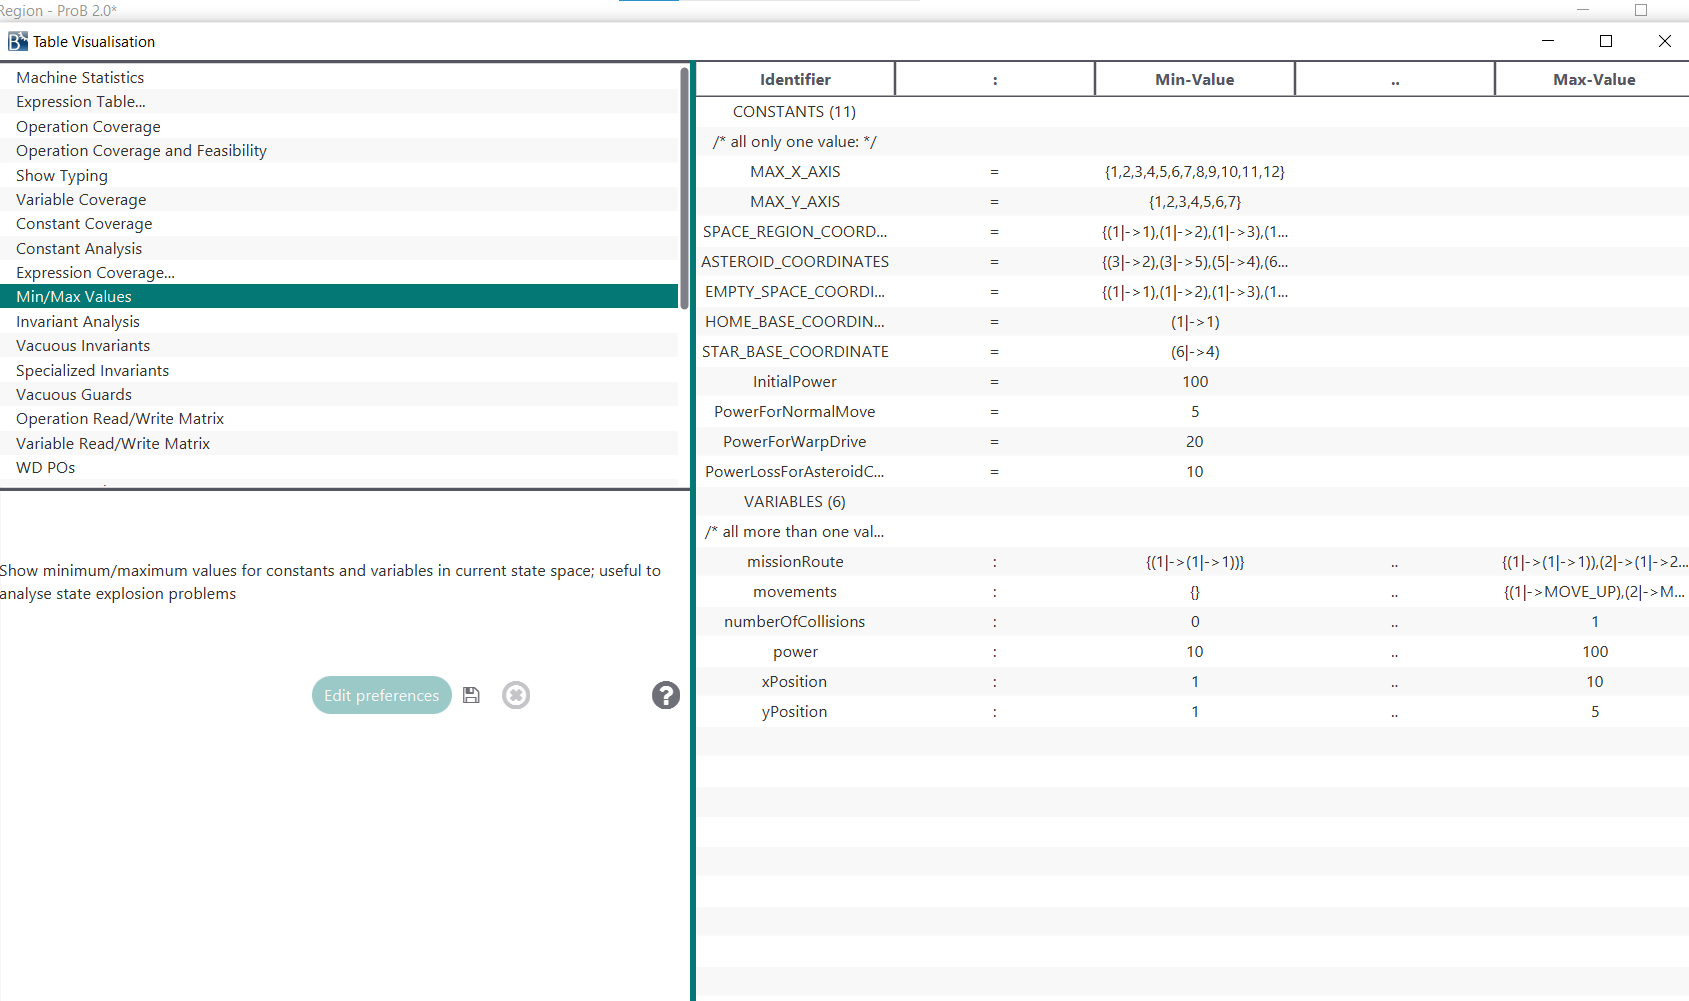 Region - ProB 2.0*
Table Visualisation
Machine Statistics
Expression Table...
Operation Coverage
Operation Coverage and Feasibility
Show Typing
Variable Coverage
Constant Coverage
Constant Analysis
Expression Coverage...
Min/Max Values
Invariant Analysis
Vacuous Invariants
Specialized Invariants
Vacuous Guards
Operation Read/Write Matrix
Variable Read/Write Matrix
WD POs
Show minimum/maximum values for constants and variables in current state space; useful to
analyse state explosion problems
Edit preferences
Identifier : Min-Value .. Max-Value
CONSTANTS (11)
/* all only one value: */
MAX_X_AXIS = {1,2,3,4,5,6,7,8,9,10,11,12}
MAX_Y_AXIS = {1,2,3,4,5,6,7}
SPACE_REGION_COORD... = {(1|->1),(1|->2),(1|->3),(1...
ASTEROID_COORDINATES = {(3|->2),(3|->5),(5|->4),(6...
EMPTY_SPACE_COORDI... = {(1|->1),(1|->2),(1|->3),(1...
HOME_BASE_COORDIN... = (1|->1)
STAR_BASE_COORDINATE = (6|->4)
InitialPower = 100
PowerForNormalMove = 5
PowerForWarpDrive = 20
PowerLossForAsteroidC... = 10
VARIABLES (6)
/* all more than one val...
missionRoute : {(1|->(1|->1))} .. {(1|->(1|->1)),(2|->(1|->2...
movements : {} .. {(1|->MOVE_UP),(2|->M...
numberOfCollisions : 0 .. 1
power : 10 .. 100
xPosition : 1 .. 10
yPosition : 1 .. 5